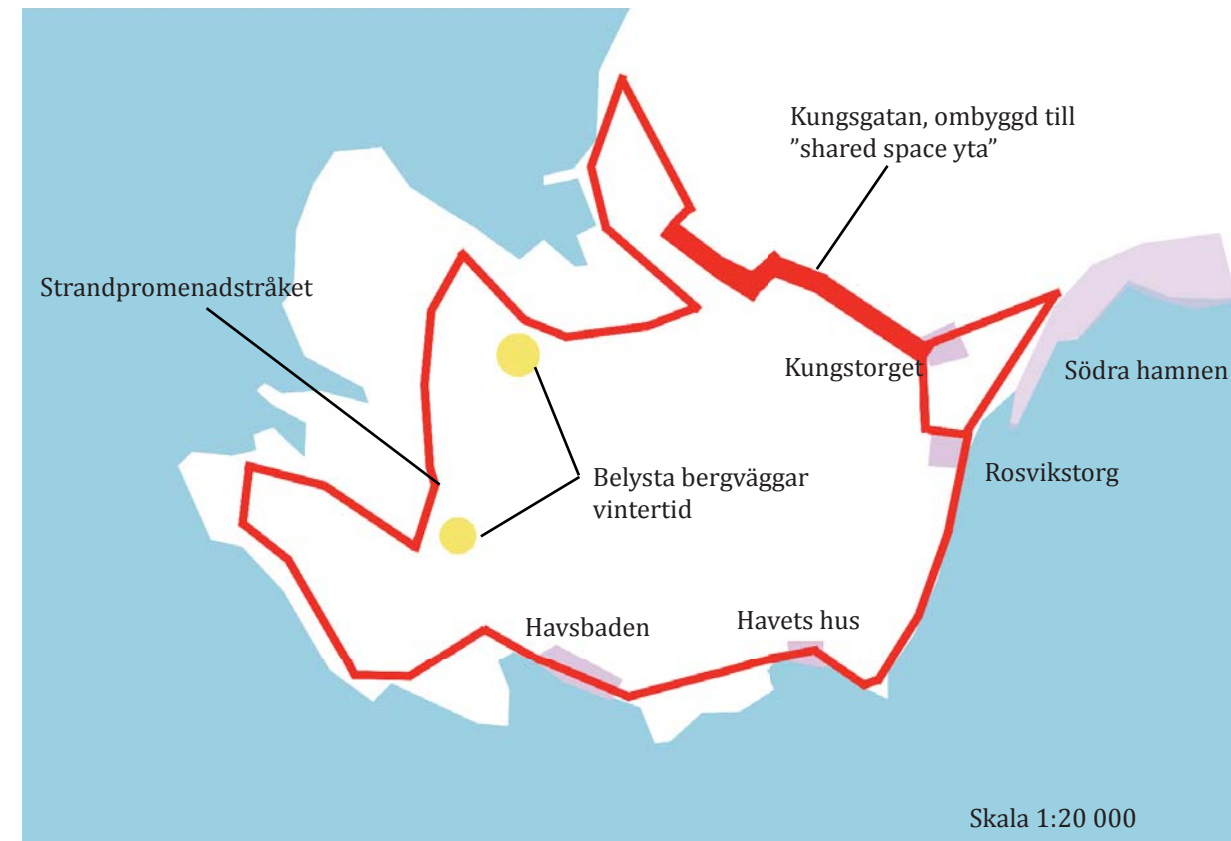 Kungsgatan, ombyggd till
”shared space yta”
Strandpromenadstråket
Kungstorget
Södra hamnen
Belysta bergväggar
vintertid
Rosvikstorg
Havsbaden
Havets hus
Skala 1:20 000